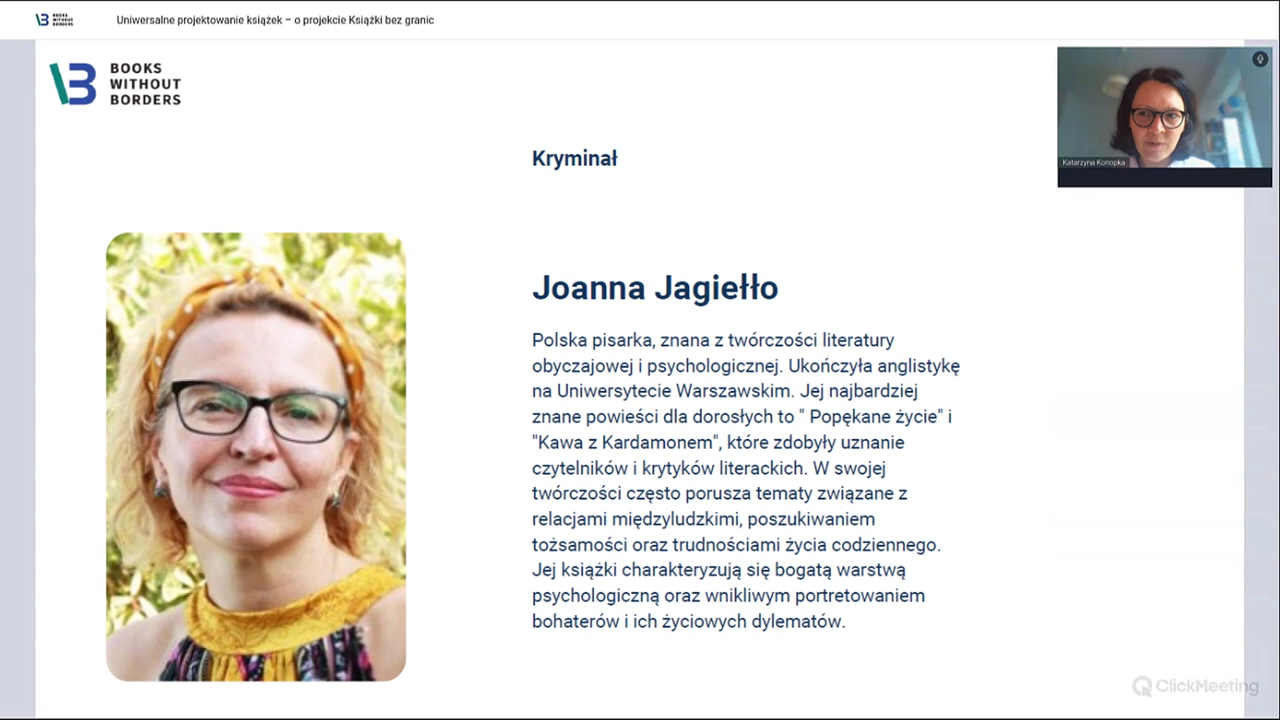 BOOKS
WITHOUT
BORDERS
Uniwersalne projektowanie książek – o projekcie Książki bez granic
BOOKS
WITHOUT
BORDERS
Katarzyna Konopka
Kryminał
Joanna Jagiełło
Polska pisarka, znana z twórczości literatury
obyczajowej i psychologicznej. Ukończyła anglistykę
na Uniwersytecie Warszawskim. Jej najbardziej
znane powieści dla dorosłych to " Popękane życie" i
"Kawa z Kardamonem", które zdobyły uznanie
czytelników i krytyków literackich. W swojej
twórczości często porusza tematy związane z
relacjami międzyludzkimi, poszukiwaniem
tożsamości oraz trudnościami życia codziennego.
Jej książki charakteryzują się bogatą warstwą
psychologiczną oraz wnikliwym portretowaniem
bohaterów i ich życiowych dylematów.
ClickMeeting